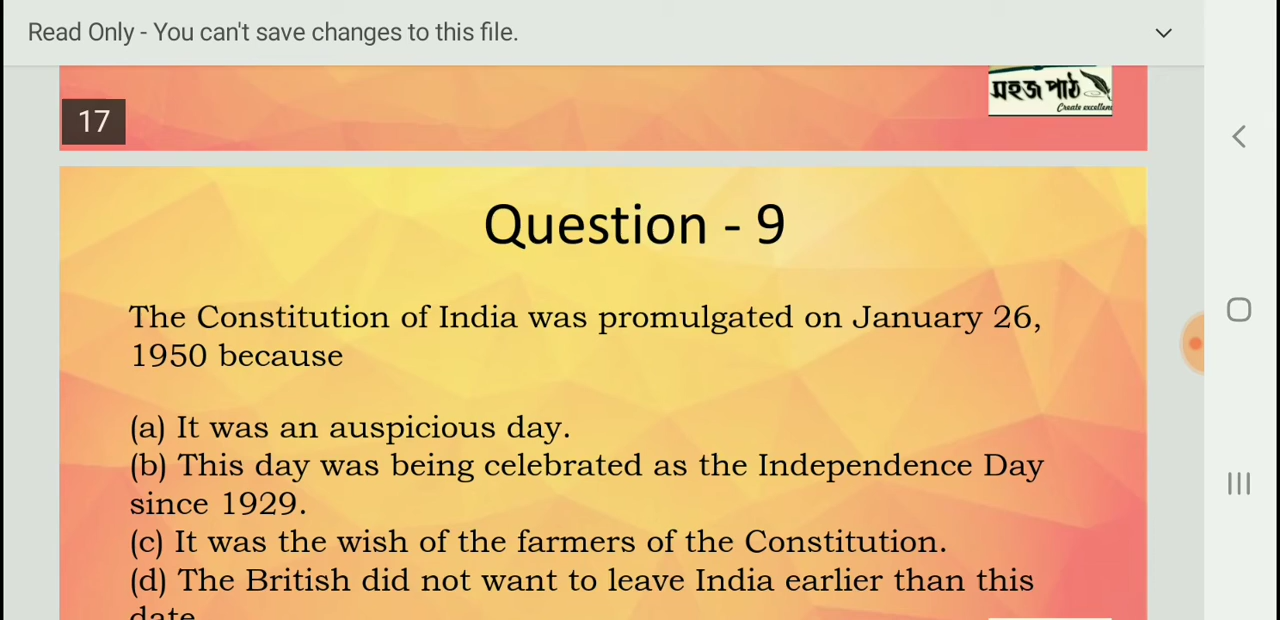 Read Only - You can't save changes to this file.
সহজ পাঠ
Create excellen
17
Question - 9
The Constitution of India was promulgated on January 26,
1950 because
(a) It was an auspicious day.
(b) This day was being celebrated as the Independence Day
since 1929.
(c) It was the wish of the farmers of the Constitution.
(d) The British did not want to leave India earlier than this
date